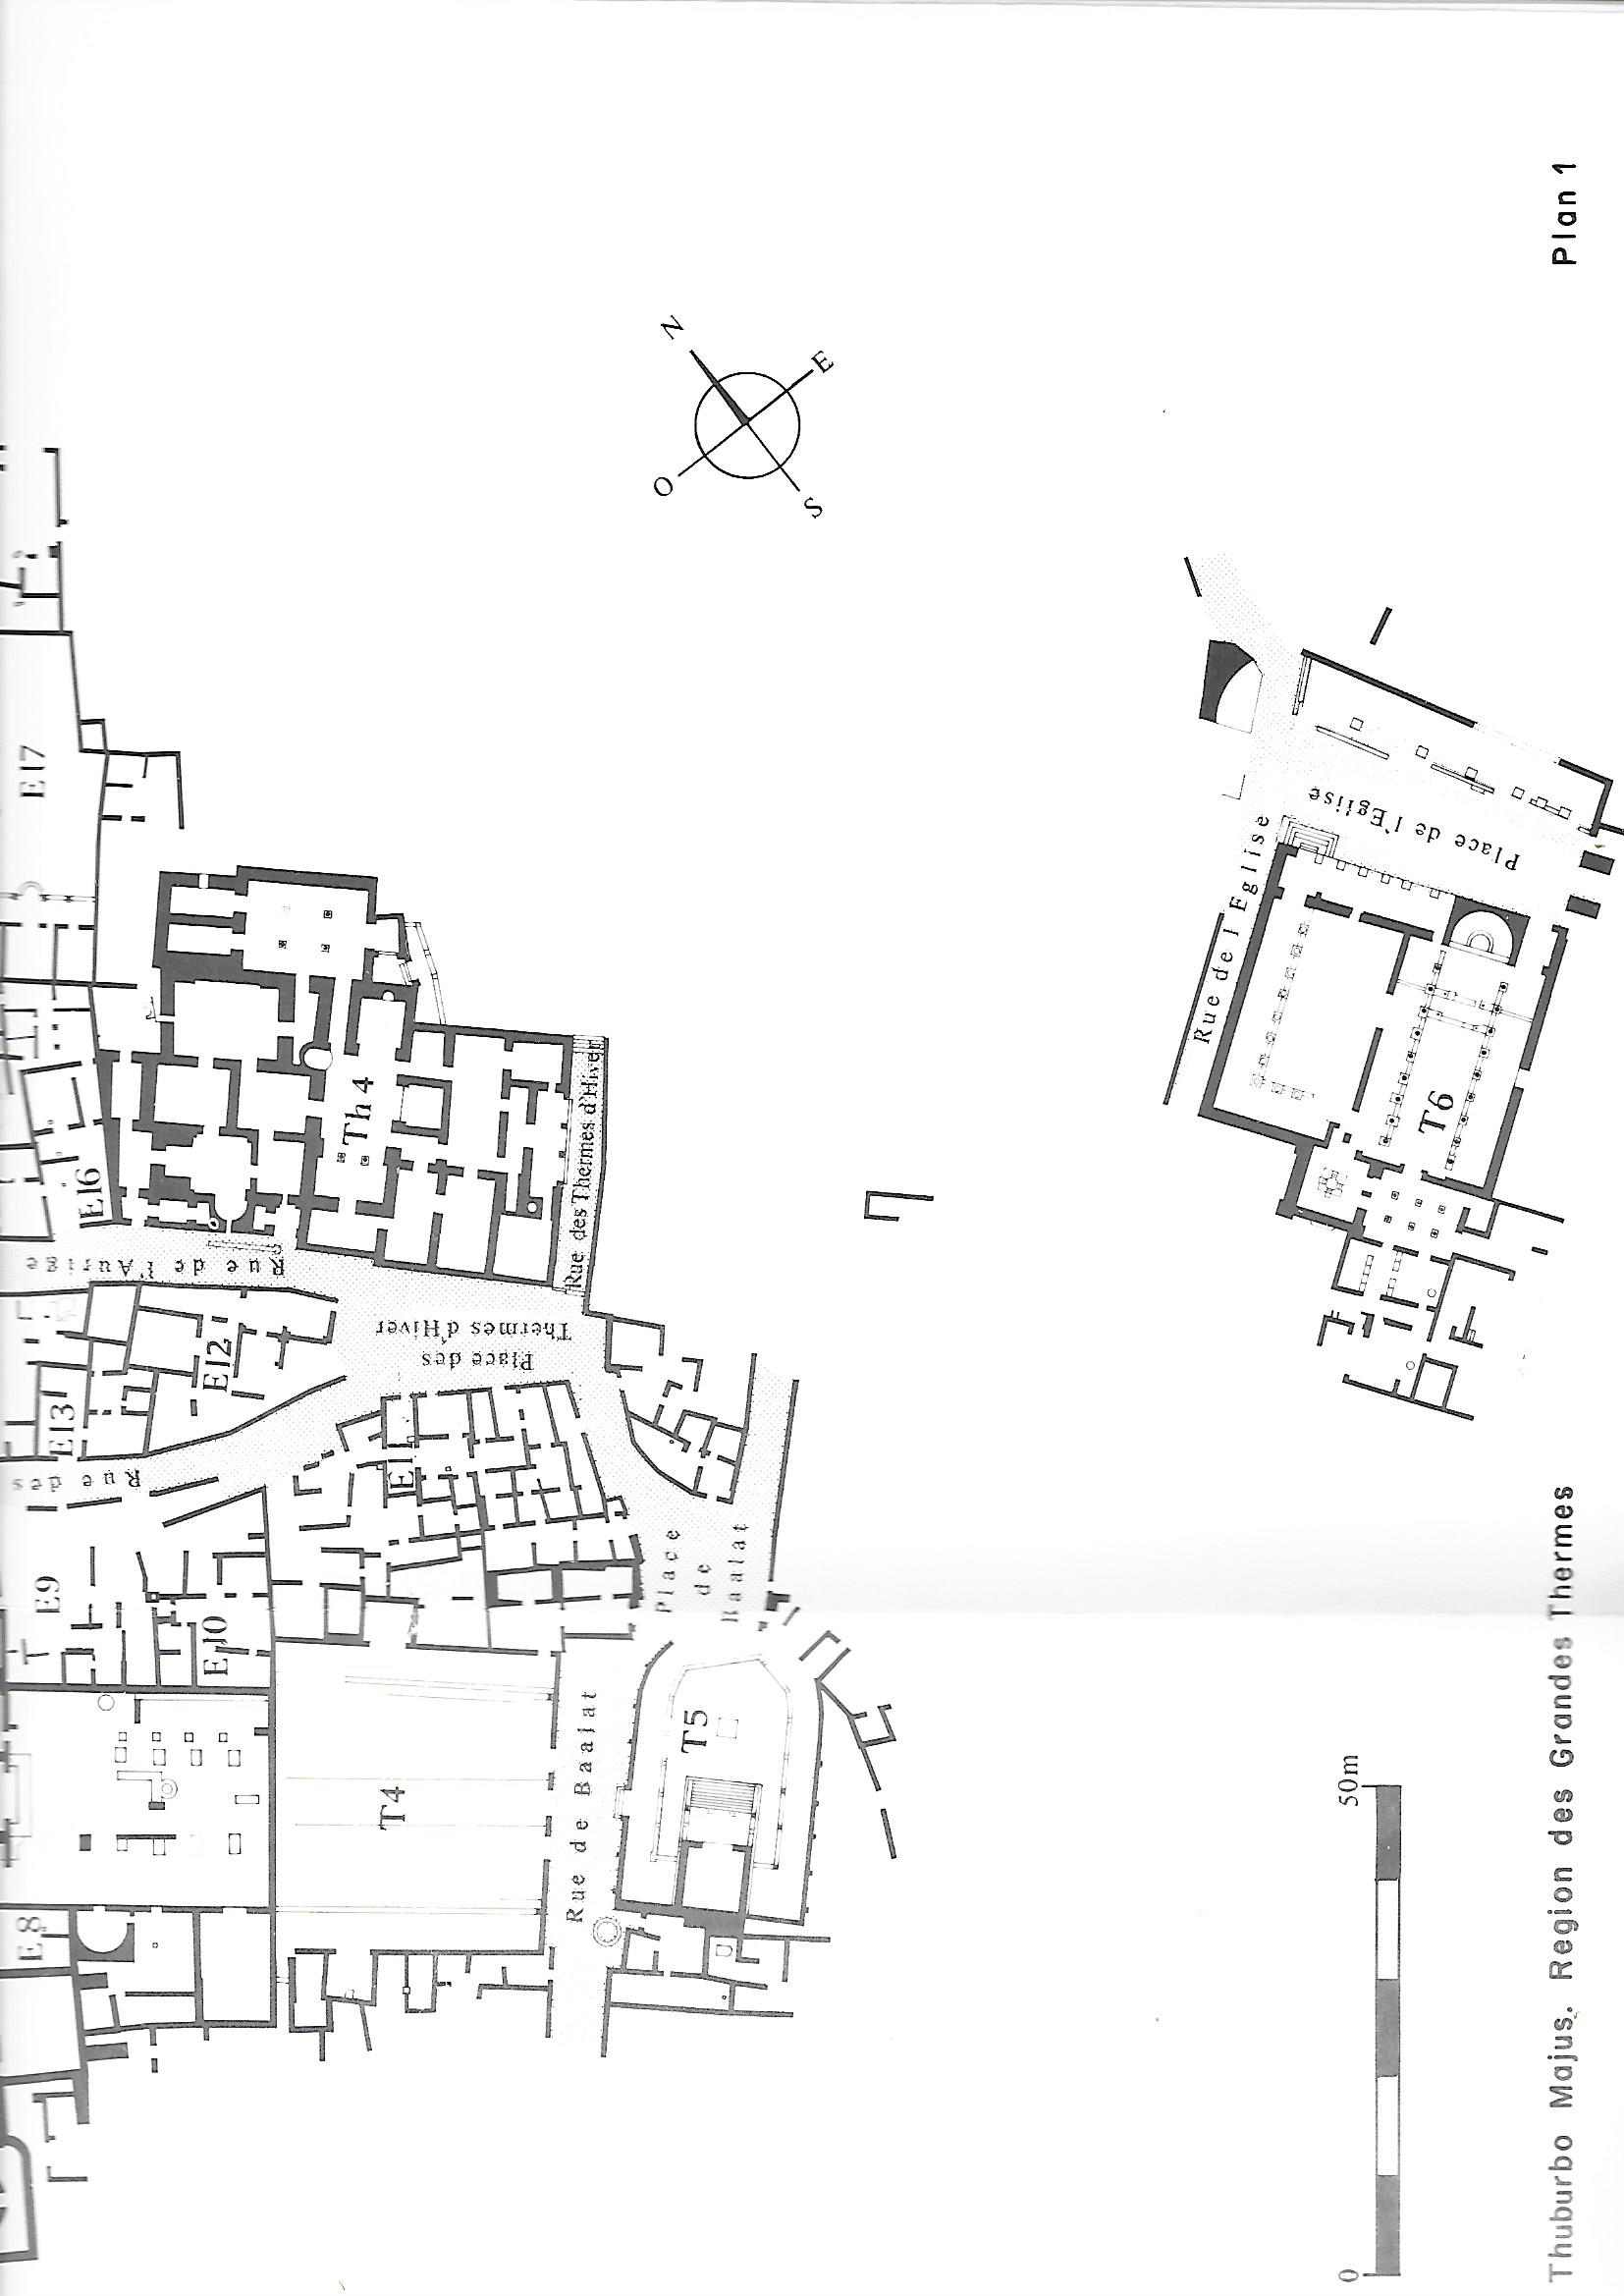 Plan 1
Thuburbo Majus. Region des Grandes Thermes
N
E
S
O
0
50m
E17
E16
Th 4
Rue des Thermes d'Hiver
Rue de l'Aurige
Place des
Thermes d'Hiver
E12
E13
Rue des
E11
E9
E10
E8
T4
Rue de Baalat
T5
Place
de
Baalat
Rue de l'Eglise
Place de l'Eglise
T6